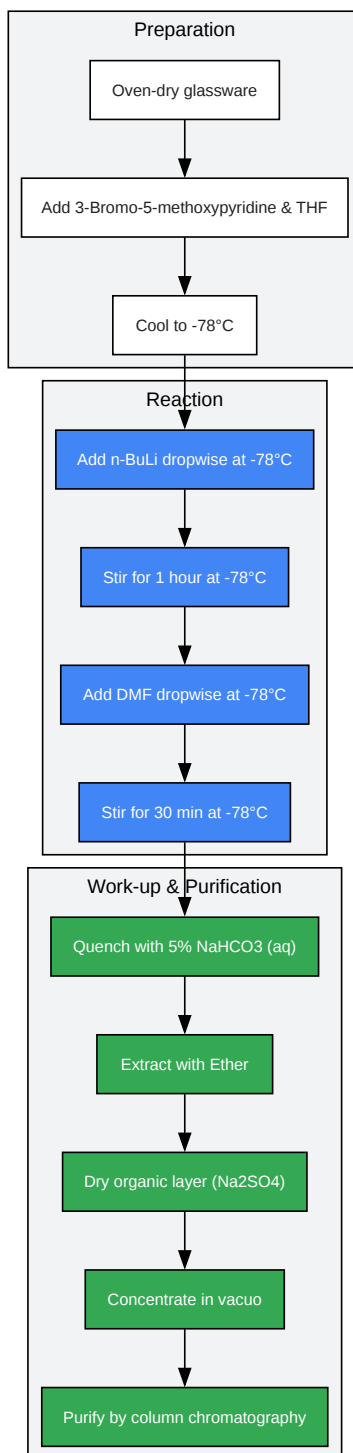 Preparation
Oven-dry glassware
Add 3-Bromo-5-methoxypyridine & THF
Cool to -78°C
Reaction
Add n-BuLi dropwise at -78°C
Stir for 1 hour at -78°C
Add DMF dropwise at -78°C
Stir for 30 min at -78°C
Work-up & Purification
Quench with 5% NaHCO3 (aq)
Extract with Ether
Dry organic layer (Na2SO4)
Concentrate in vacuo
Purify by column chromatography